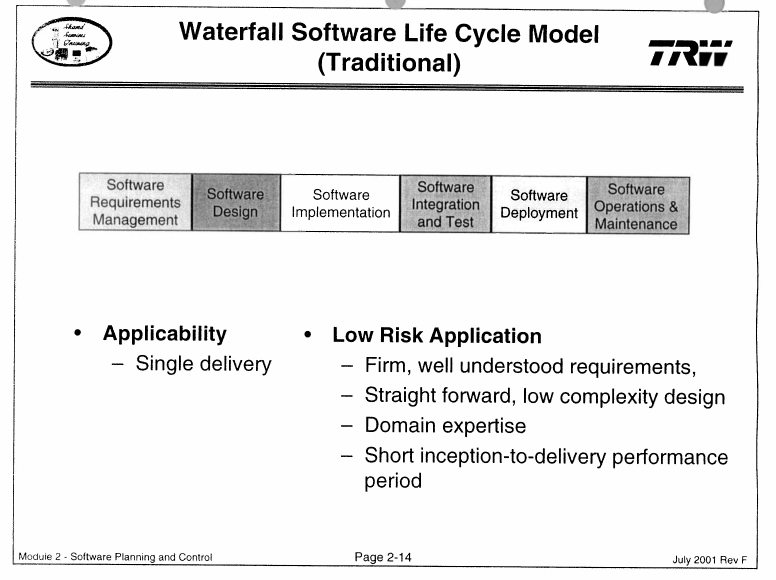 Shared
Services
Training
Waterfall Software Life Cycle Model
(Traditional)
TRW
Software
Requirements
Management
Software
Design
Software
Implementation
Software
Integration
and Test
Software
Deployment
Software
Operations &
Maintenance
• Applicability
– Single delivery
• Low Risk Application
– Firm, well understood requirements,
– Straight forward, low complexity design
– Domain expertise
– Short inception-to-delivery performance
period
Module 2 - Software Planning and Control
Page 2-14
July 2001 Rev F